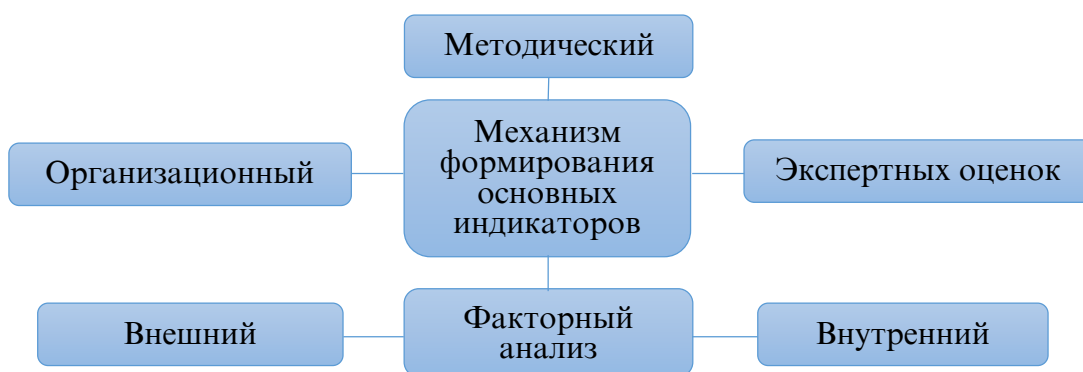 Методический
Организационный
Механизм
формирования
основных
индикаторов
Экспертных оценок
Внешний
Факторный
анализ
Внутренний